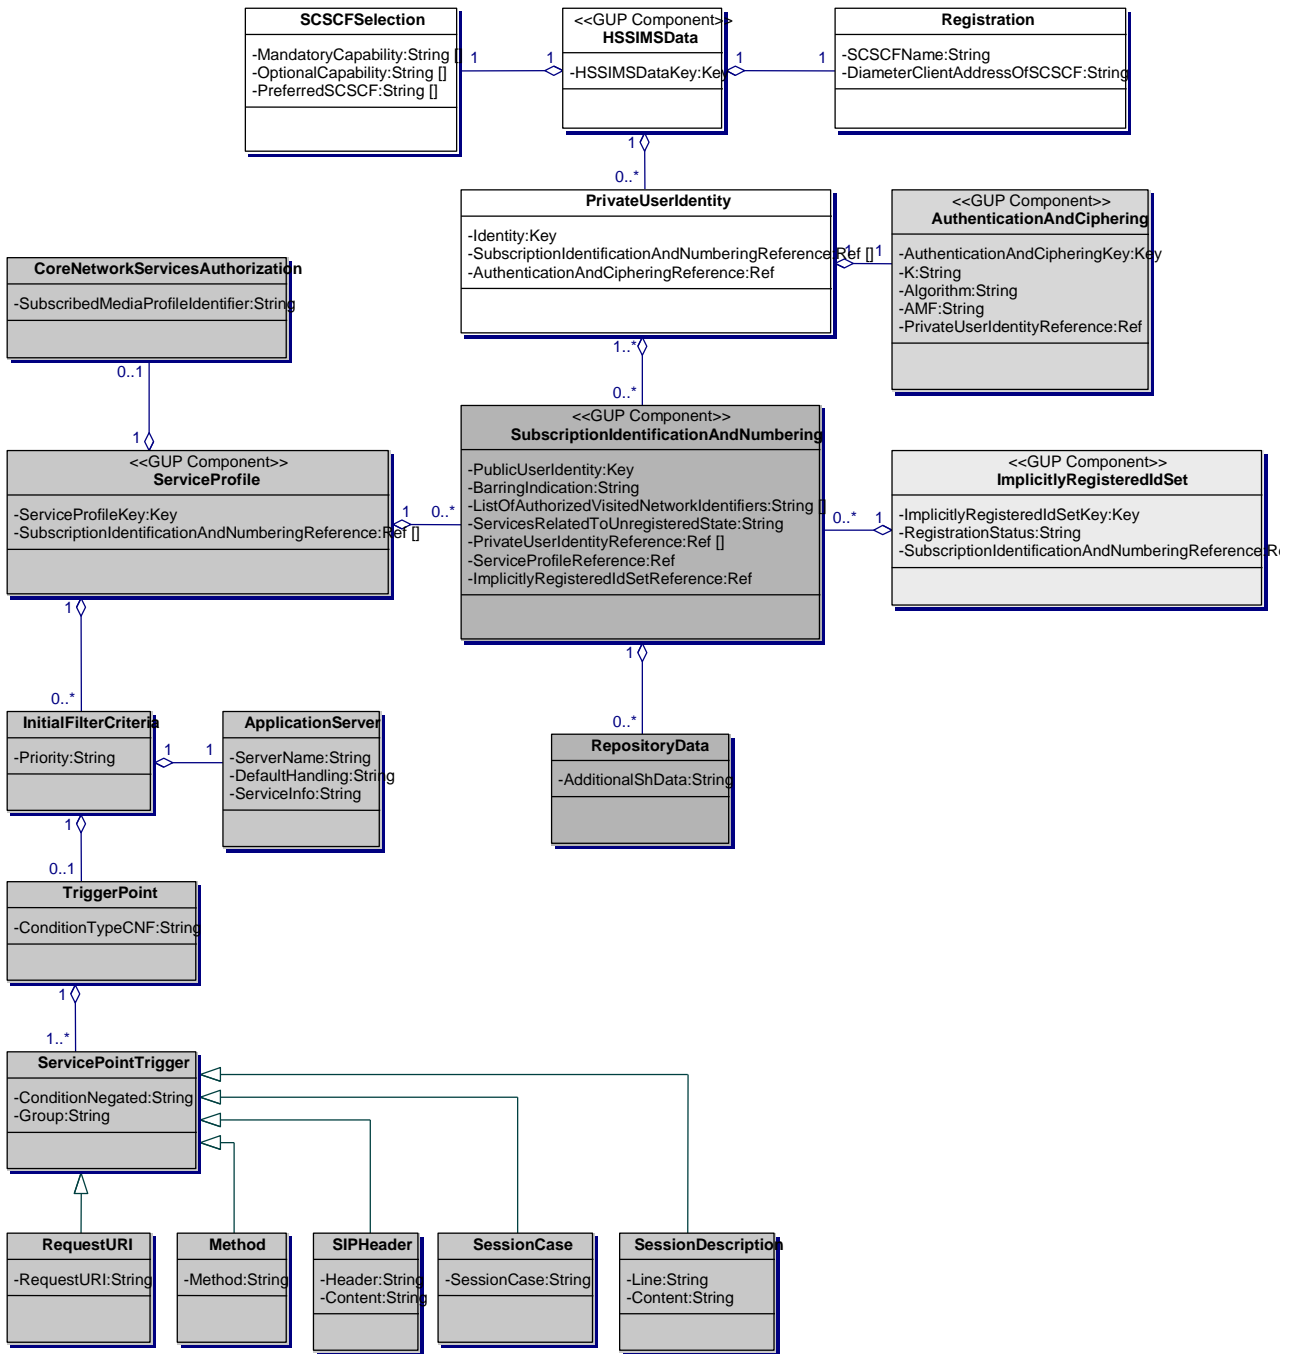 SCSCFSelection
-MandatoryCapability:String []
-OptionalCapability:String []
-PreferredSCSCF:String []
1
1
<<GUP Component>>
HSSIMSData
-HSSIMSDataKey:Key
1
1
Registration
-SCSCFName:String
-DiameterClientAddressOfSCSCF:String
1
0..*
PrivateUserIdentity
-Identity:Key
-SubscriptionIdentificationAndNumberingReference:Ref []
-AuthenticationAndCipheringReference:Ref
1
1
<<GUP Component>>
AuthenticationAndCiphering
-AuthenticationAndCipheringKey:Key
-K:String
-Algorithm:String
-AMF:String
-PrivateUserIdentityReference:Ref
CoreNetworkServicesAuthorization
-SubscribedMediaProfileIdentifier:String
0..1
1
1..*
0..*
<<GUP Component>>
ServiceProfile
-ServiceProfileKey:Key
-SubscriptionIdentificationAndNumberingReference:Ref []
1
0..*
<<GUP Component>>
SubscriptionIdentificationAndNumbering
-PublicUserIdentity:Key
-BarringIndication:String
-ListOfAuthorizedVisitedNetworkIdentifiers:String []
-ServicesRelatedToUnregisteredState:String
-PrivateUserIdentityReference:Ref []
-ServiceProfileReference:Ref
-ImplicitlyRegisteredIdSetReference:Ref
0..*
1
<<GUP Component>>
ImplicitlyRegisteredIdSet
-ImplicitlyRegisteredIdSetKey:Key
-RegistrationStatus:String
-SubscriptionIdentificationAndNumberingReference:R
1
0..*
1
0..*
InitialFilterCriteria
-Priority:String
1
1
ApplicationServer
-ServerName:String
-DefaultHandling:String
-ServiceInfo:String
RepositoryData
-AdditionalShData:String
1
0..1
TriggerPoint
-ConditionTypeCNF:String
1
1..*
ServicePointTrigger
-ConditionNegated:String
-Group:String
RequestURI
-RequestURI:String
Method
-Method:String
SIPHeader
-Header:String
-Content:String
SessionCase
-SessionCase:String
SessionDescription
-Line:String
-Content:String